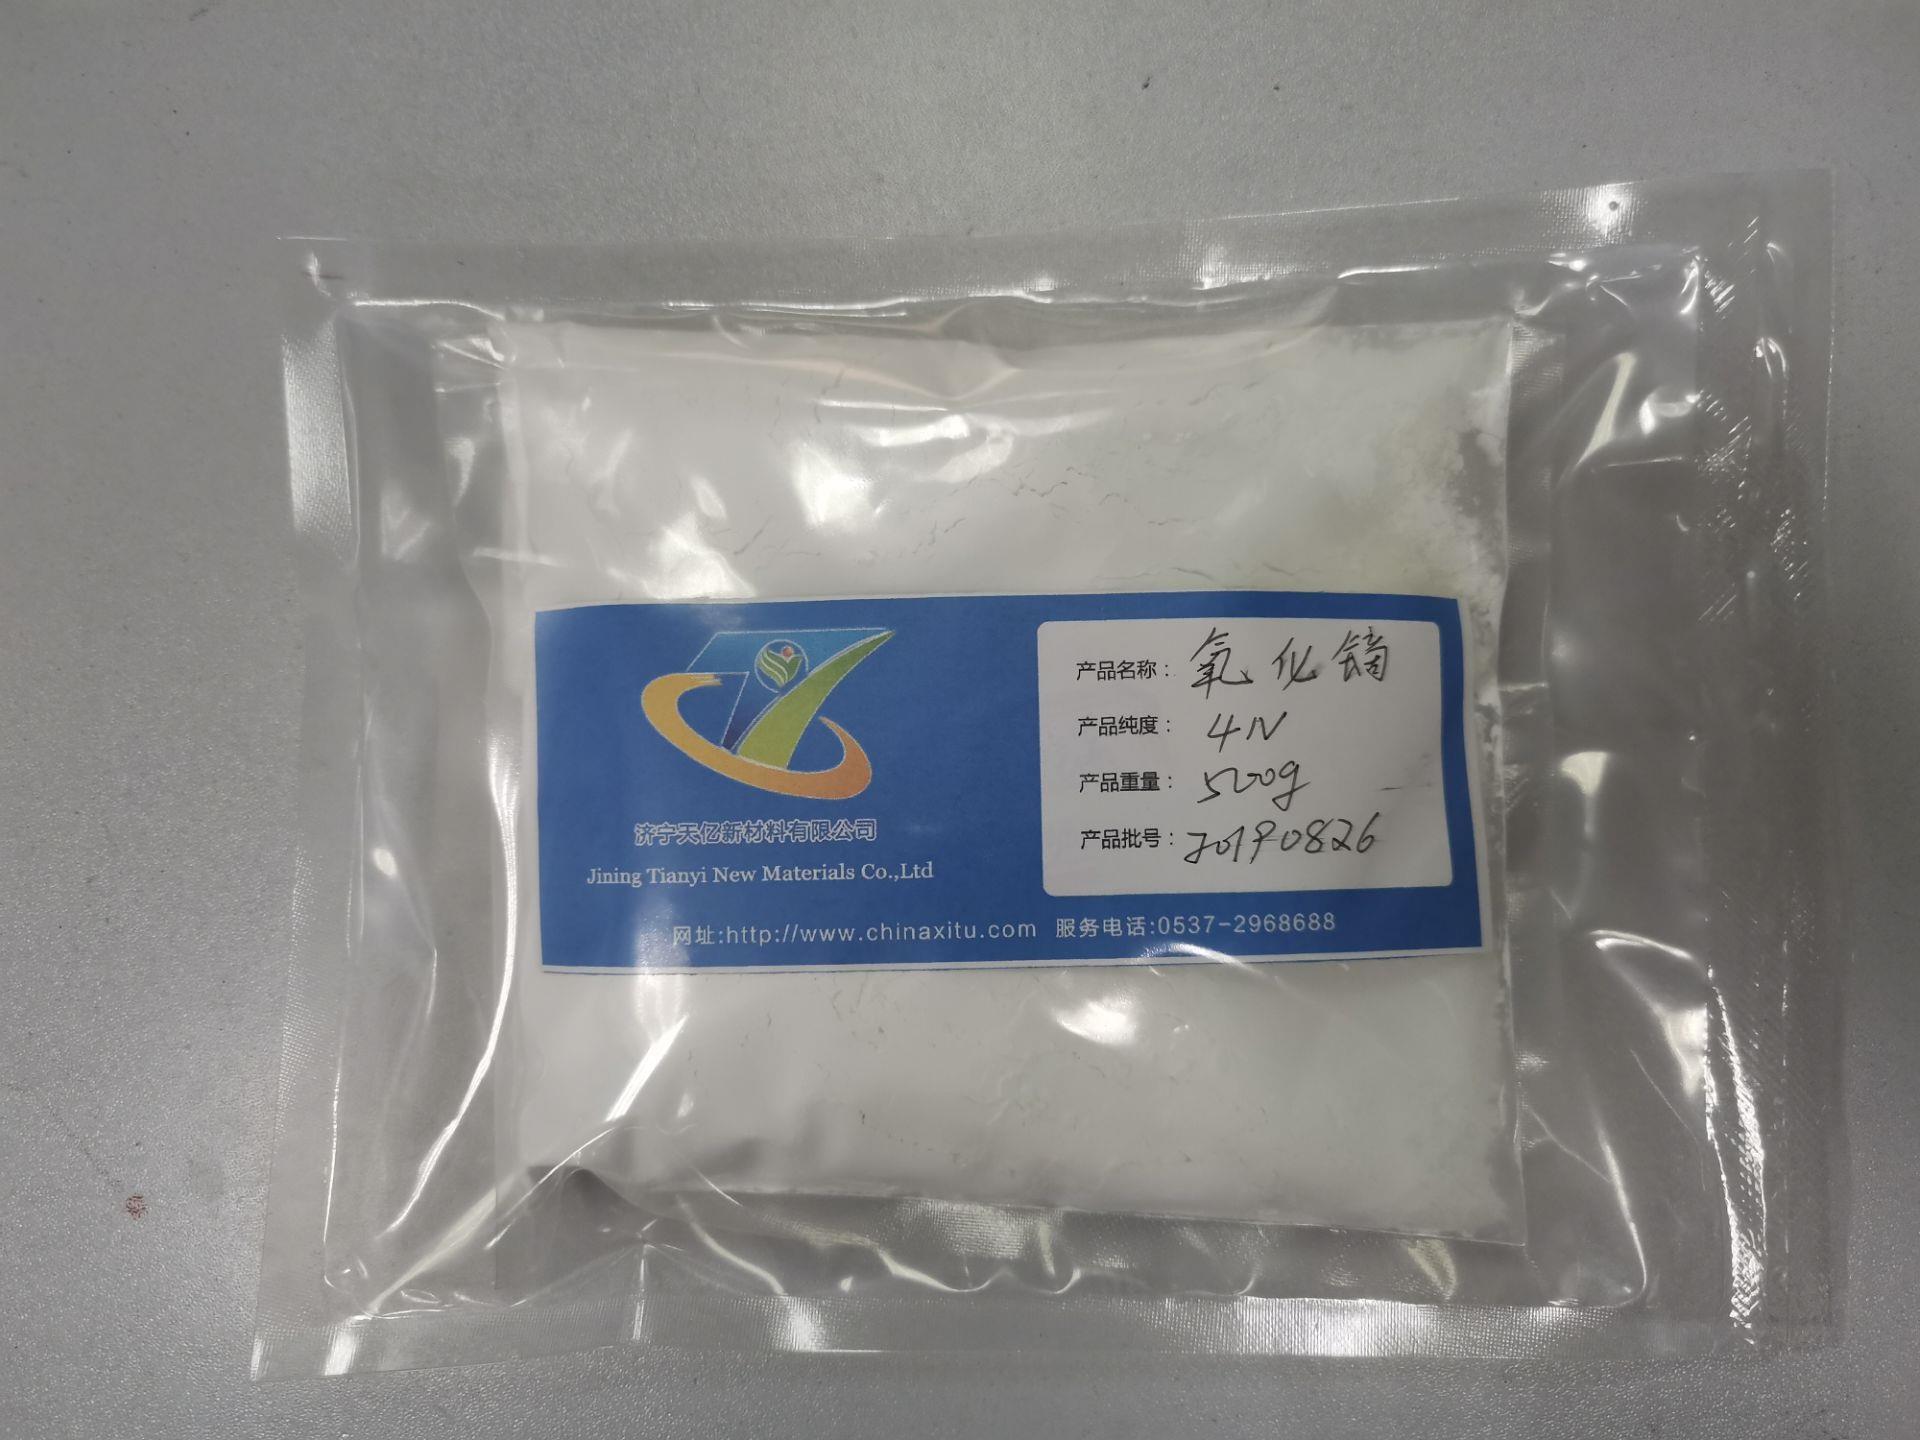 济宁天亿新材料有限公司
Jining Tianyi New Materials Co.,Ltd
产品名称：氧化镝
产品纯度：4N
产品重量：500g
产品批号：20190826
网址:http://www.chinaxitu.com 服务电话:0537-2968688